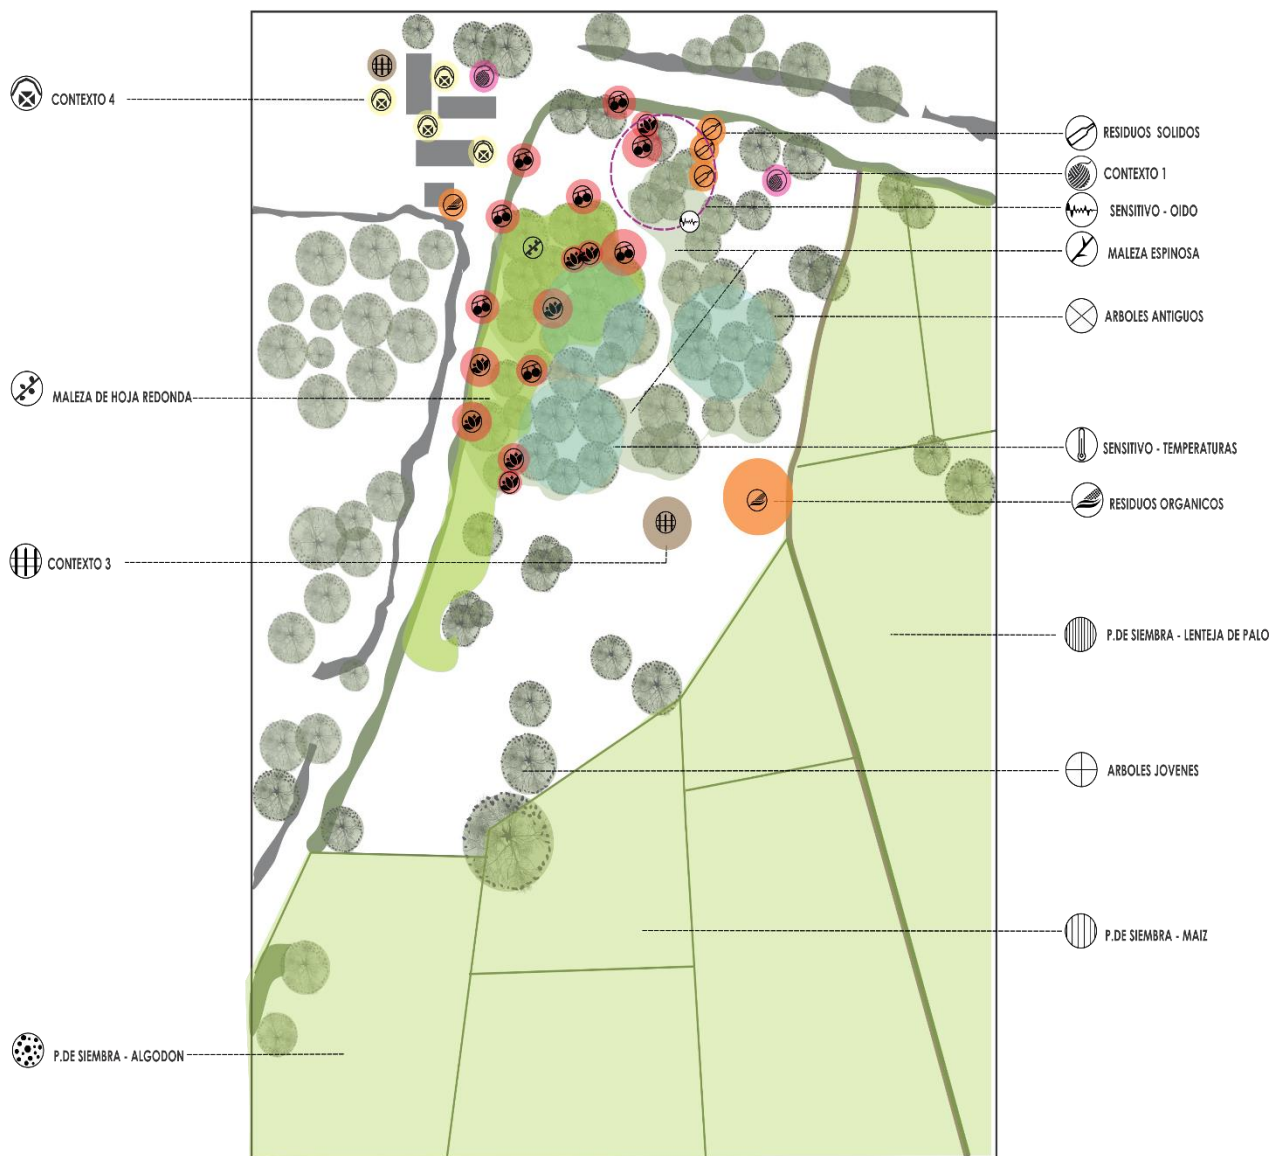 CONTEXTO 4
MALEZA DE HOJA REDONDA
CONTEXTO 3
P.DE SIEMBRA - ALGODON
RESIDUOS SOLIDOS
CONTEXTO 1
SENSITIVO - OIDO
MALEZA ESPINOSA
ARBOLES ANTIGUOS
SENSITIVO - TEMPERATURAS
RESIDUOS ORGANICOS
P.DE SIEMBRA - LENTEJA DE PALO
ARBOLES JOVENES
P.DE SIEMBRA - MAIZ